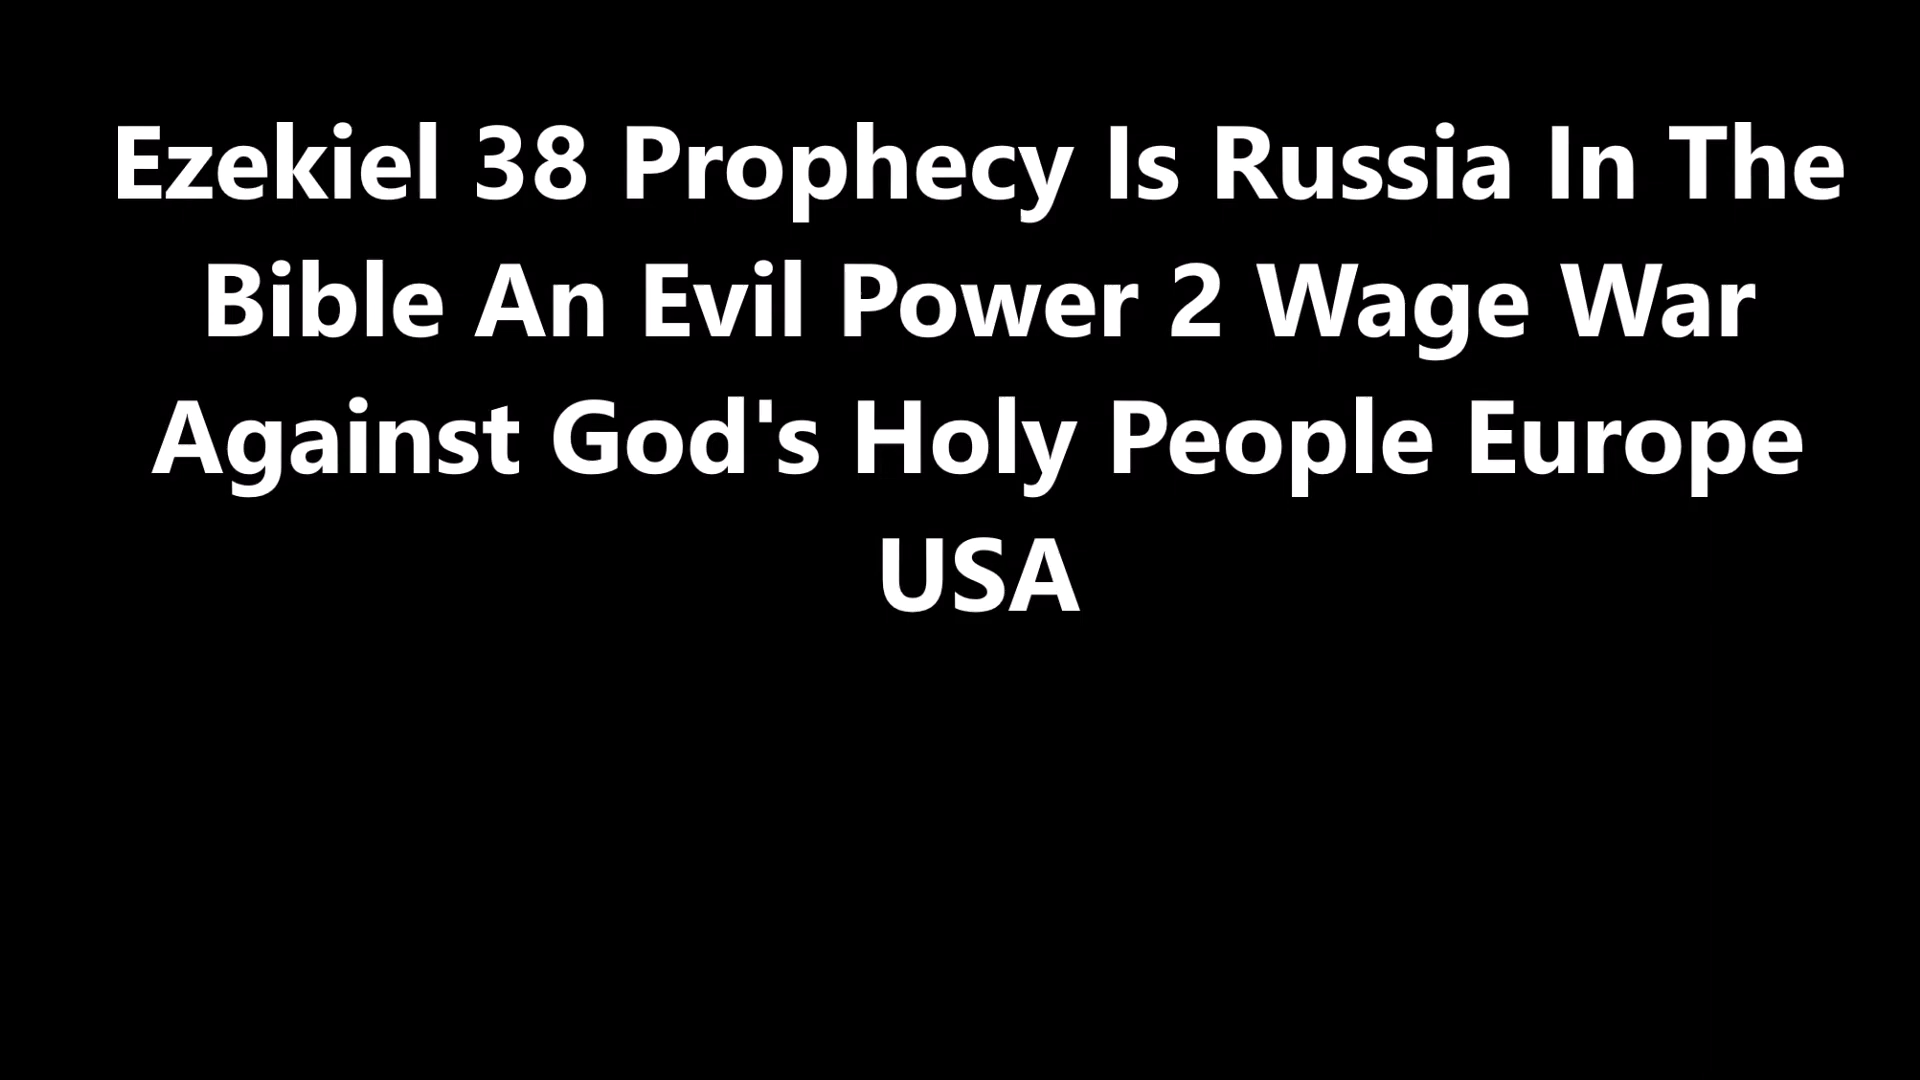 Ezekiel 38 Prophecy Is Russia In The
Bible An Evil Power 2 Wage War
Against God's Holy People Europe
USA